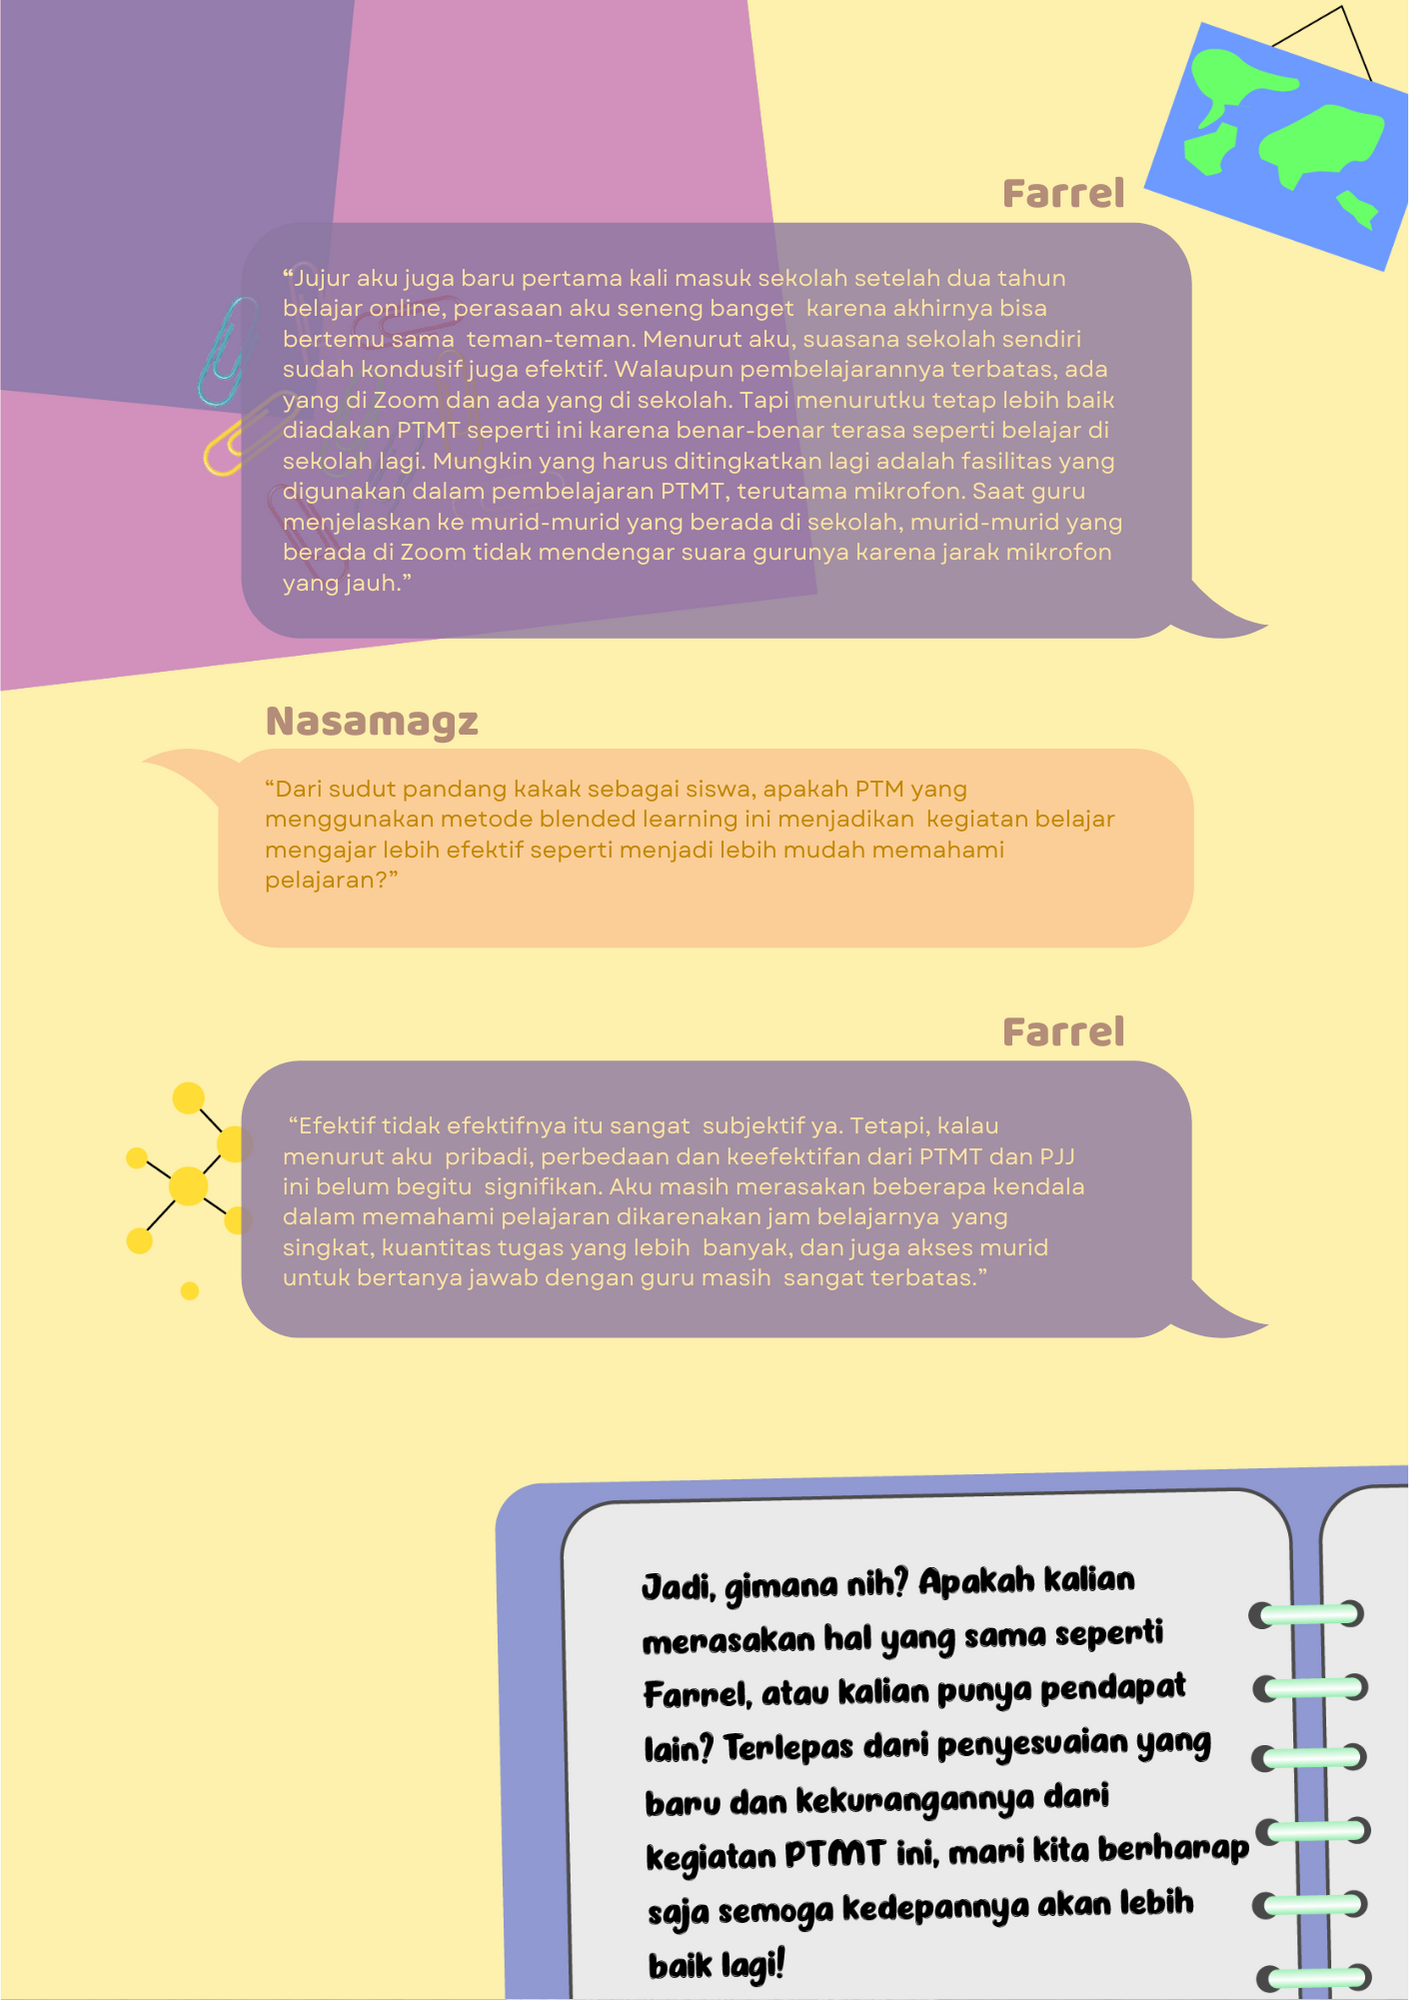 Farrel
“Jujur aku juga baru pertama kali masuk sekolah setelah dua tahun
belajar online, perasaan aku seneng banget karena akhirnya bisa
bertemu sama teman-teman. Menurut aku, suasana sekolah sendiri
sudah kondusif juga efektif. Walaupun pembelajarannya terbatas, ada
yang di Zoom dan ada yang di sekolah. Tapi menurutku tetap lebih baik
diadakan PTMT seperti ini karena benar-benar terasa seperti belajar di
sekolah lagi. Mungkin yang harus ditingkatkan lagi adalah fasilitas yang
digunakan dalam pembelajaran PTMT, terutama mikrofon. Saat guru
menjelaskan ke murid-murid yang berada di sekolah, murid-murid yang
berada di Zoom tidak mendengar suara gurunya karena jarak mikrofon
yang jauh.”
Nasamagz
“Dari sudut pandang kakak sebagai siswa, apakah PTM yang
menggunakan metode blended learning ini menjadikan kegiatan belajar
mengajar lebih efektif seperti menjadi lebih mudah memahami
pelajaran?”
Farrel
“Efektif tidak efektifnya itu sangat subjektif ya. Tetapi, kalau
menurut aku pribadi, perbedaan dan keefektifan dari PTMT dan PJJ
ini belum begitu signifikan. Aku masih merasakan beberapa kendala
dalam memahami pelajaran dikarenakan jam belajarnya yang
singkat, kuantitas tugas yang lebih banyak, dan juga akses murid
untuk bertanya jawab dengan guru masih sangat terbatas.”
Jadi, gimana nih? Apakah kalian
merasakan hal yang sama seperti
Farrel, atau kalian punya pendapat
lain? Terlepas dari penyesuaian yang
baru dan kekurangannya dari
kegiatan PTMT ini, mari kita berharap
saja semoga kedepannya akan lebih
baik lagi!